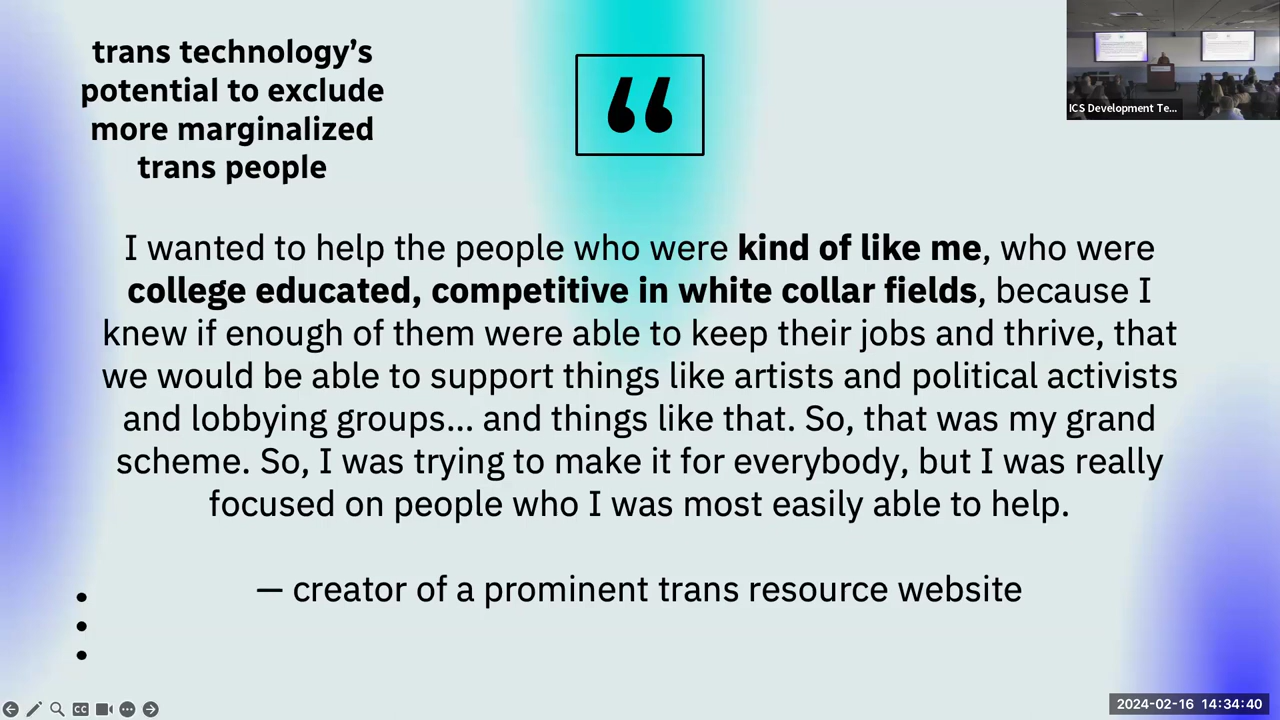 trans technology’s
potential to exclude
more marginalized
trans people
“
ICS Development Te...
I wanted to help the people who were kind of like me, who were
college educated, competitive in white collar fields, because I
knew if enough of them were able to keep their jobs and thrive, that
we would be able to support things like artists and political activists
and lobbying groups... and things like that. So, that was my grand
scheme. So, I was trying to make it for everybody, but I was really
focused on people who I was most easily able to help.
— creator of a prominent trans resource website
CC
2024-02-16 14:34:40